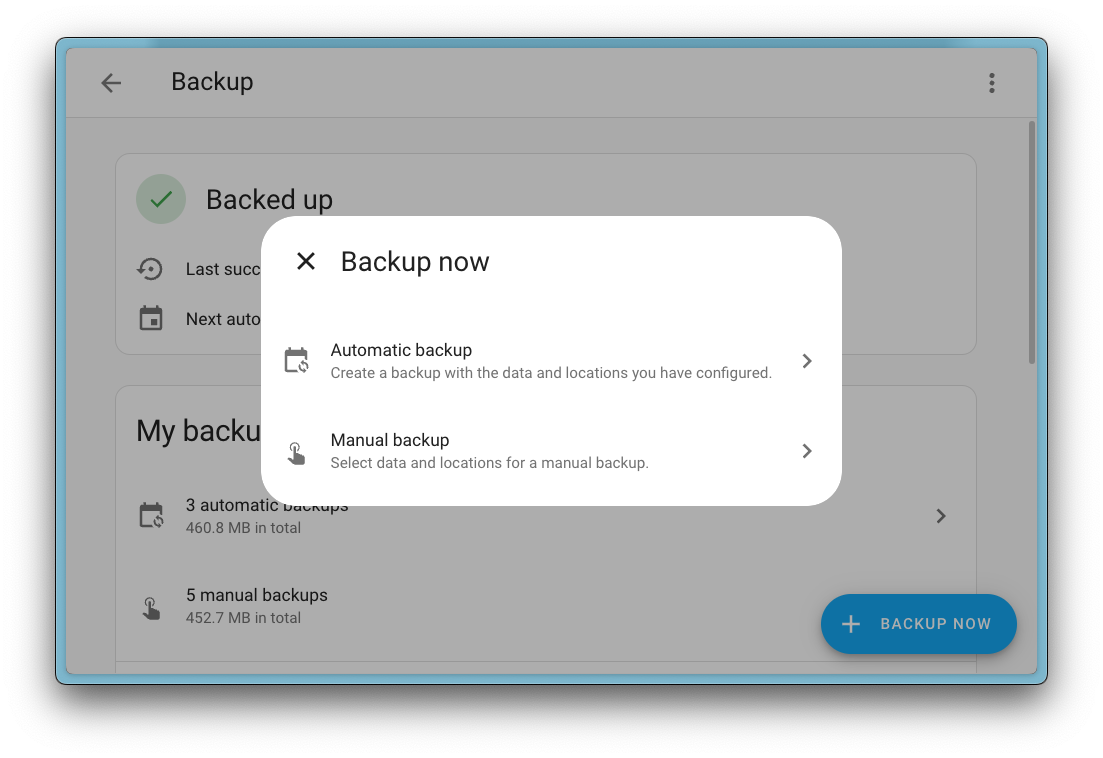 Backup
Backed up
Last succ
Next auto
Backup now
Automatic backup
Create a backup with the data and locations you have configured.
Manual backup
Select data and locations for a manual backup.
My backu
3 automatic backups
460.8 MB in total
5 manual backups
452.7 MB in total
BACKUP NOW